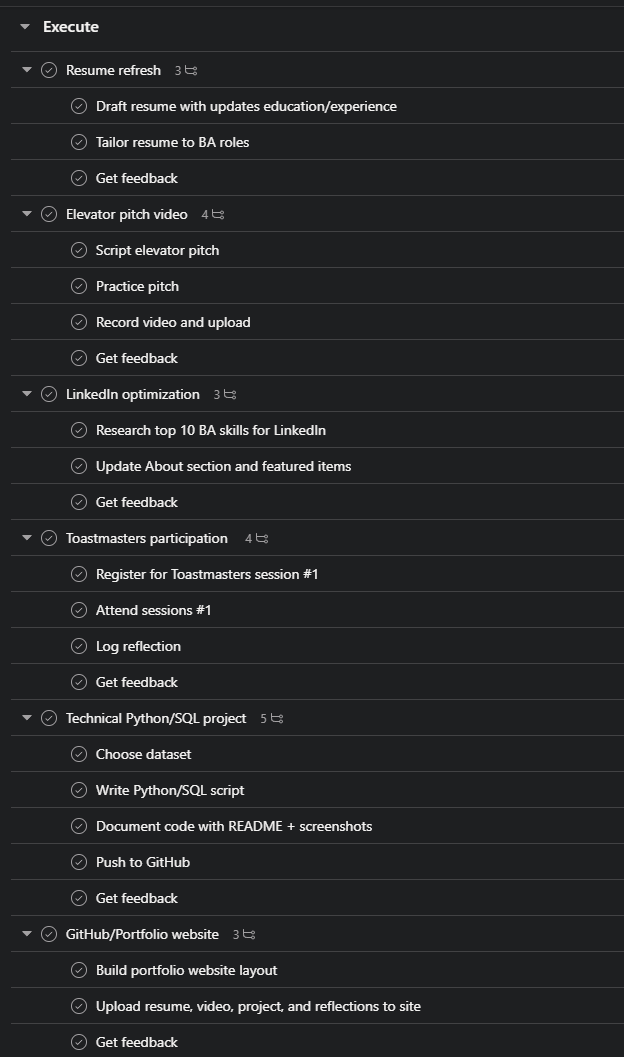 Execute
Resume refresh 3
Draft resume with updates education/experience
Tailor resume to BA roles
Get feedback
Elevator pitch video 4
Script elevator pitch
Practice pitch
Record video and upload
Get feedback
LinkedIn optimization 3
Research top 10 BA skills for LinkedIn
Update About section and featured items
Get feedback
Toastmasters participation 4
Register for Toastmasters session #1
Attend sessions #1
Log reflection
Get feedback
Technical Python/SQL project 5
Choose dataset
Write Python/SQL script
Document code with README + screenshots
Push to GitHub
Get feedback
GitHub/Portfolio website 3
Build portfolio website layout
Upload resume, video, project, and reflections to site
Get feedback